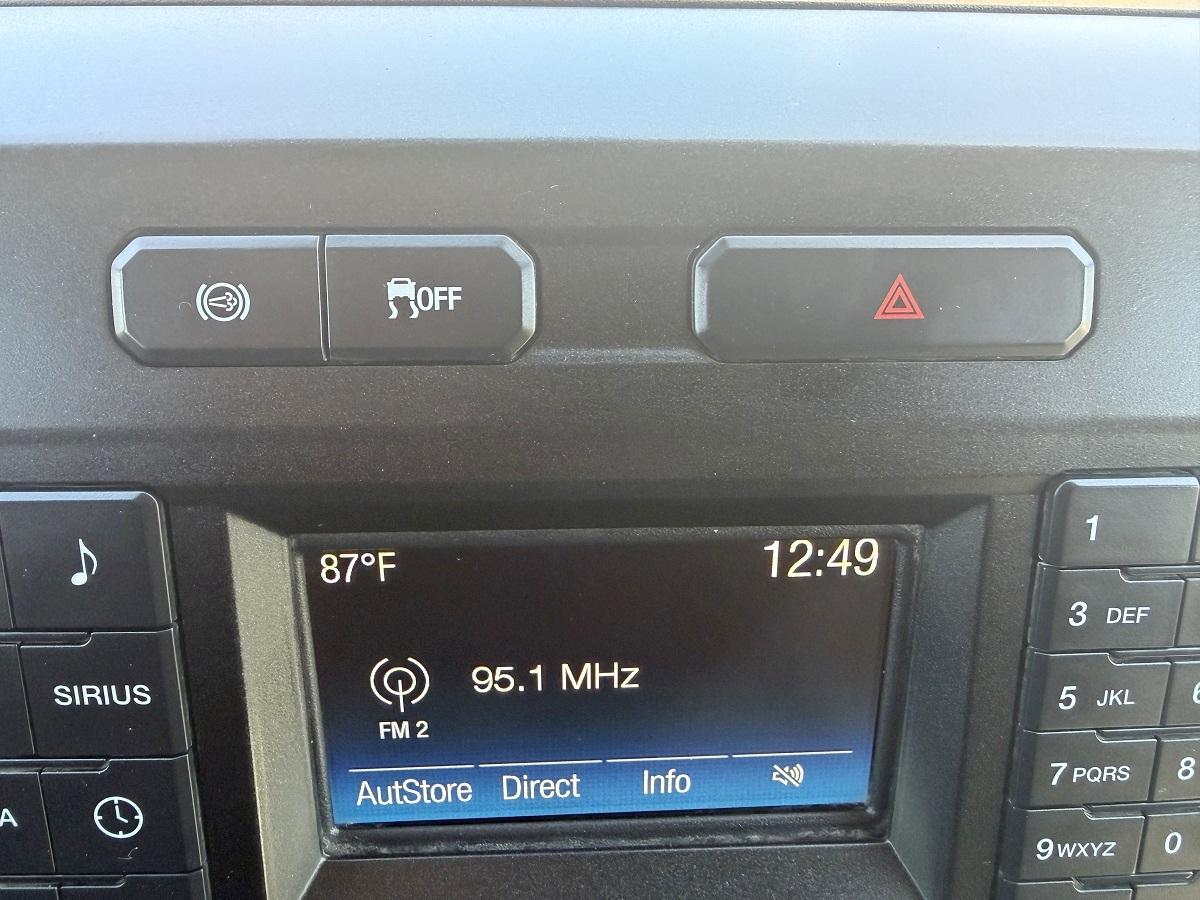 OFF
87°F
12:49
95.1 MHz
FM 2
AutStore Direct Info
SIRIUS
A
1
3 DEF
5 JKL
6
7 PQRS
8
9 WXYZ
0